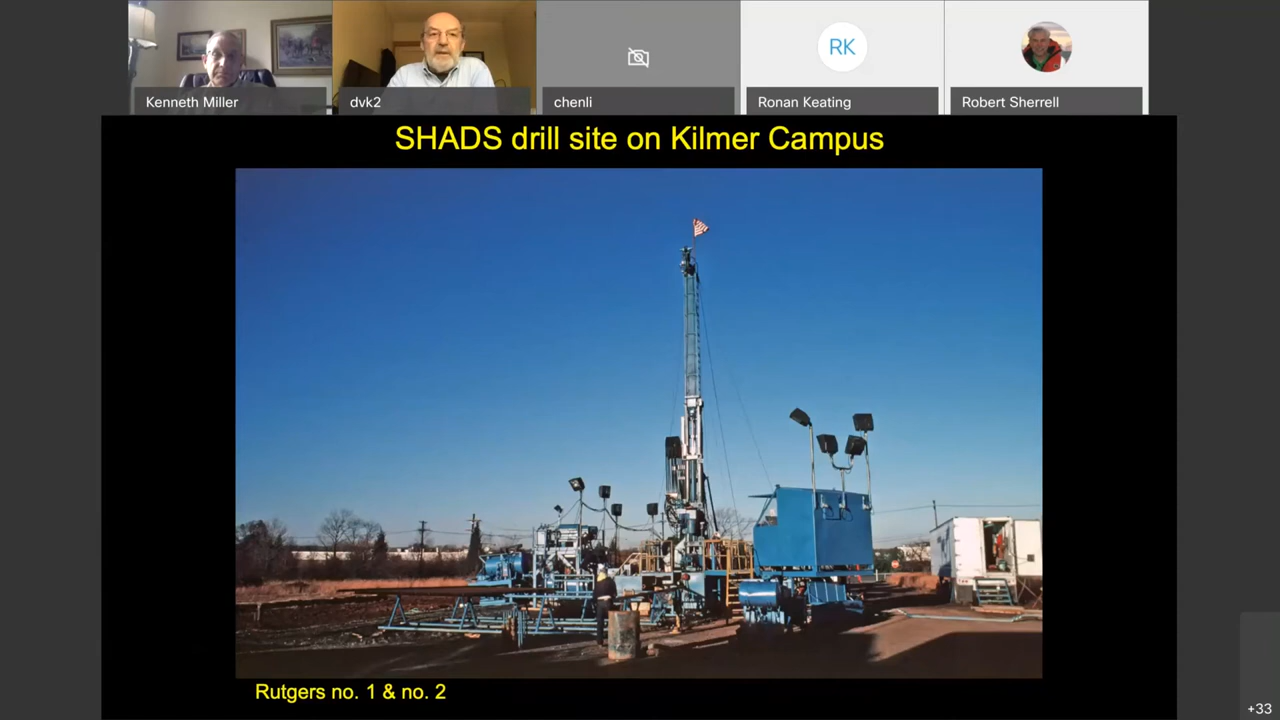 Kenneth Miller
dvk2
chenli
RK
Ronan Keating
Robert Sherrell
SHADS drill site on Kilmer Campus
Rutgers no. 1 & no. 2
+33